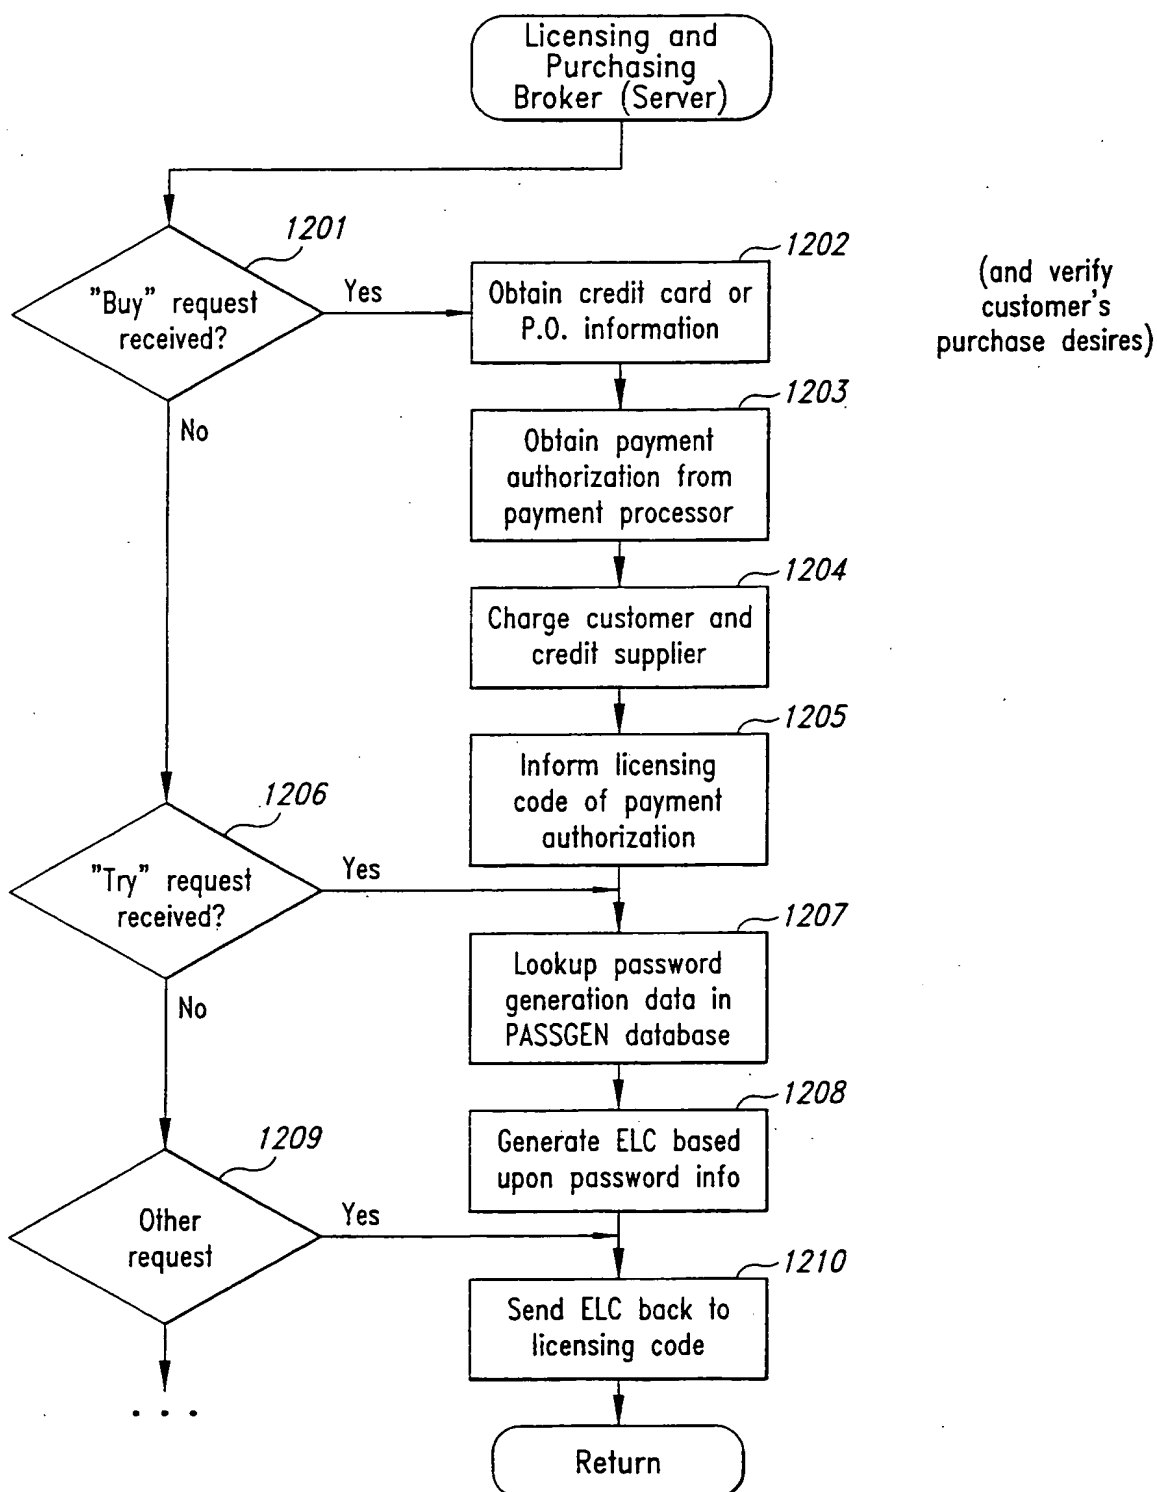 Licensing and
Purchasing
Broker (Server)
1201
"Buy" request
received?
Yes
No
1202
Obtain credit card or
P.O. information
(and verify
customer's
purchase desires)
1203
Obtain payment
authorization from
payment processor
1204
Charge customer and
credit supplier
1205
Inform licensing
code of payment
authorization
1206
"Try" request
received?
Yes
No
1207
Lookup password
generation data in
PASSGEN database
1208
Generate ELC based
upon password info
1209
Other
request
Yes
1210
Send ELC back to
licensing code
. . .
Return